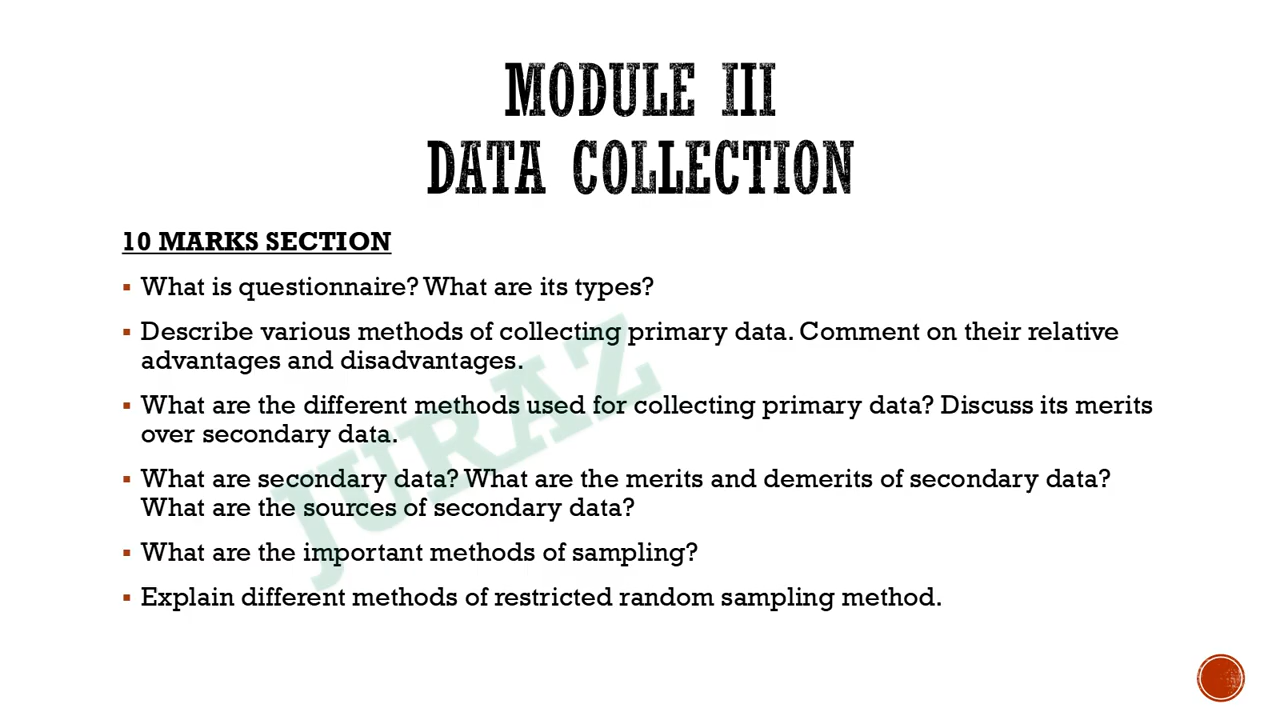 MODULE III
DATA COLLECTION
10 MARKS SECTION
▪ What is questionnaire? What are its types?
▪ Describe various methods of collecting primary data. Comment on their relative
advantages and disadvantages.
▪ What are the different methods used for collecting primary data? Discuss its merits
over secondary data.
▪ What are secondary data? What are the merits and demerits of secondary data?
What are the sources of secondary data?
▪ What are the important methods of sampling?
▪ Explain different methods of restricted random sampling method.
JURAZ